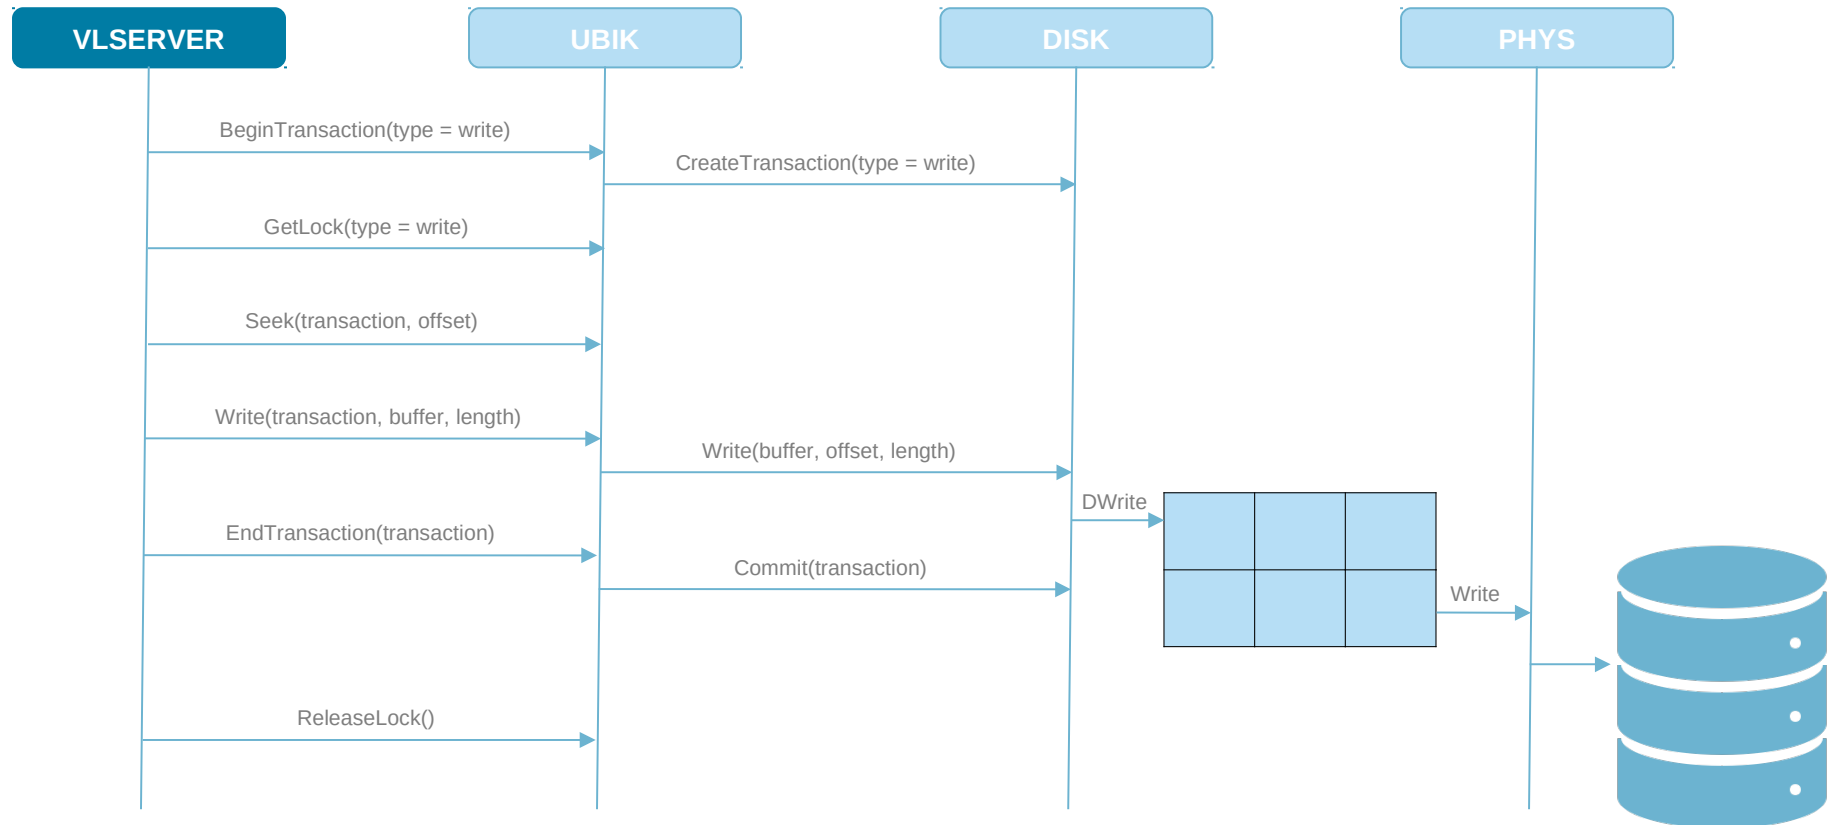 VLSERVER
UBIK
DISK
PHYS
BeginTransaction(type = write)
CreateTransaction(type = write)
GetLock(type = write)
Seek(transaction, offset)
Write(transaction, buffer, length)
Write(buffer, offset, length)
DWrite
EndTransaction(transaction)
Commit(transaction)
Write
ReleaseLock()